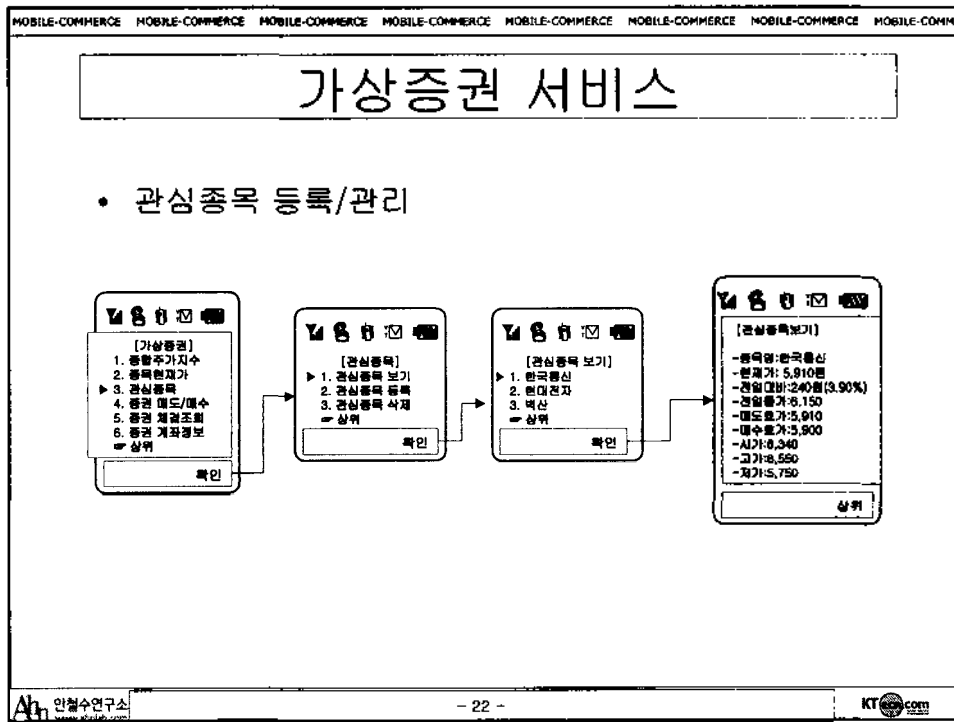 MOBILE-COMMERCE MOBILE-COMMERCE MOBILE-COMMERCE MOBILE-COMMERCE MOBILE-COMMERCE MOBILE-COMMERCE MOBILE-COMMERCE MOBILE-COMM
가상증권 서비스
• 관심종목 등록/관리
[가상증권]
1. 종합주가지수
2. 종목현재가
▶ 3. 관심종목
4. 증권 매도/매수
5. 증권 체결조회
6. 증권 계좌정보
☞ 상위
확인
[관심종목]
▶ 1. 관심종목 보기
2. 관심종목 등록
3. 관심종목 삭제
☞ 상위
확인
[관심종목 보기]
▶ 1. 한국통신
2. 현대전자
3. 벽산
☞ 상위
확인
[관심종목보기]
-종목명:한국통신
-현재가: 5,910원
-전일대비:240원(3.90%)
-전일종가:6,150
-매도호가:5,910
-매수호가:5,900
-시가:6,340
-고가:6,550
-저가:5,750
상위
Ahn 안철수연구소
- 22 -
KT .com